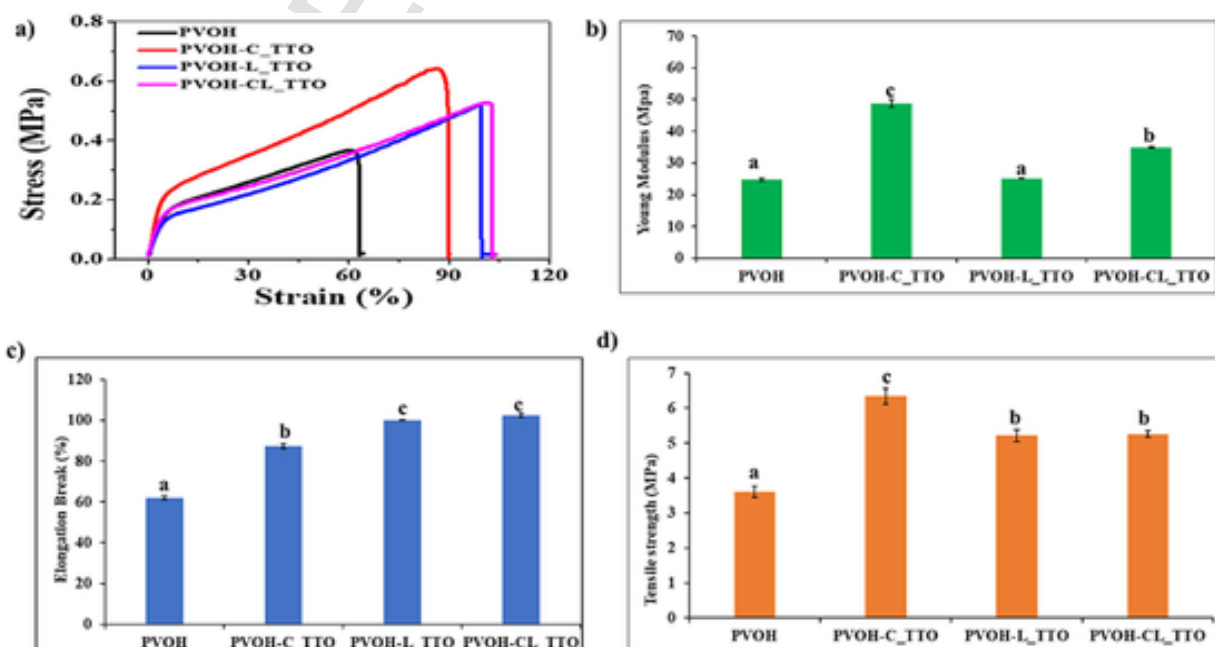 a)
0.8
0.6
0.4
0.2
0.0
Stress (MPa)
PVOH
PVOH-C_TTO
PVOH-L_TTO
PVOH-CL_TTO
0 30 60 90 120
Strain (%)
b)
70
60
50
40
30
20
10
0
Young Modulus (Mpa)
a c a b
PVOH PVOH-C_TTO PVOH-L_TTO PVOH-CL_TTO
c)
120
100
80
60
40
20
0
Elongation Break (%)
a b c c
PVOH PVOH-C_TTO PVOH-L_TTO PVOH-CL_TTO
d)
7
6
5
4
3
2
1
0
Tensile strength (MPa)
a c b b
PVOH PVOH-C_TTO PVOH-L_TTO PVOH-CL_TTO